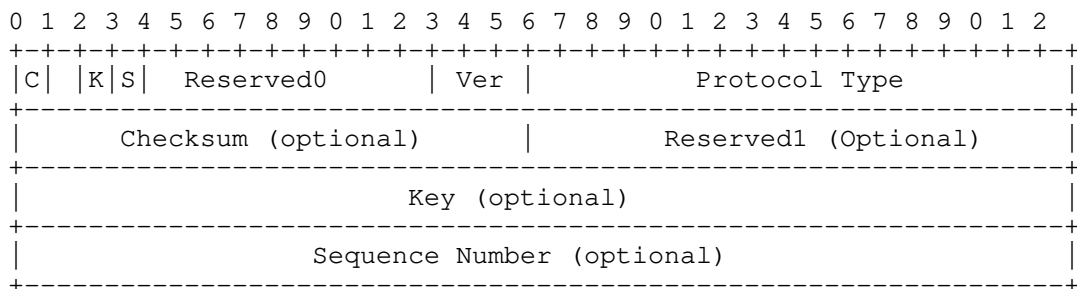 0 1 2 3 4 5 6 7 8 9 0 1 2 3 4 5 6 7 8 9 0 1 2 3 4 5 6 7 8 9 0 1 2
+-+-+-+-+-+-+-+-+-+-+-+-+-+-+-+-+-+-+-+-+-+-+-+-+-+-+-+-+-+-+-+-+-+
|C| |K|S| Reserved0 | Ver | Protocol Type |
+-----------------------------------------------------------------+
| Checksum (optional) | Reserved1 (Optional) |
+-----------------------------------------------------------------+
| Key (optional) |
+-----------------------------------------------------------------+
| Sequence Number (optional) |
+-----------------------------------------------------------------+